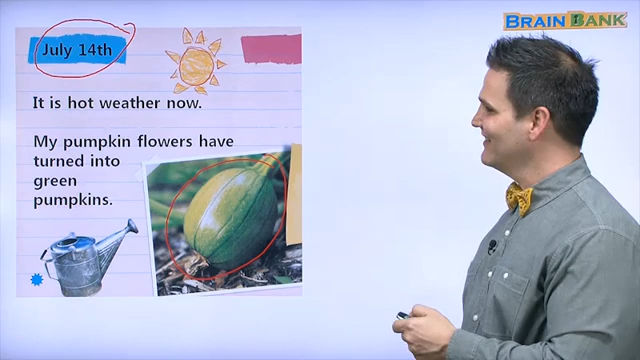 BRAIN BANK
July 14th
It is hot weather now.
My pumpkin flowers have
turned into
green
pumpkins.